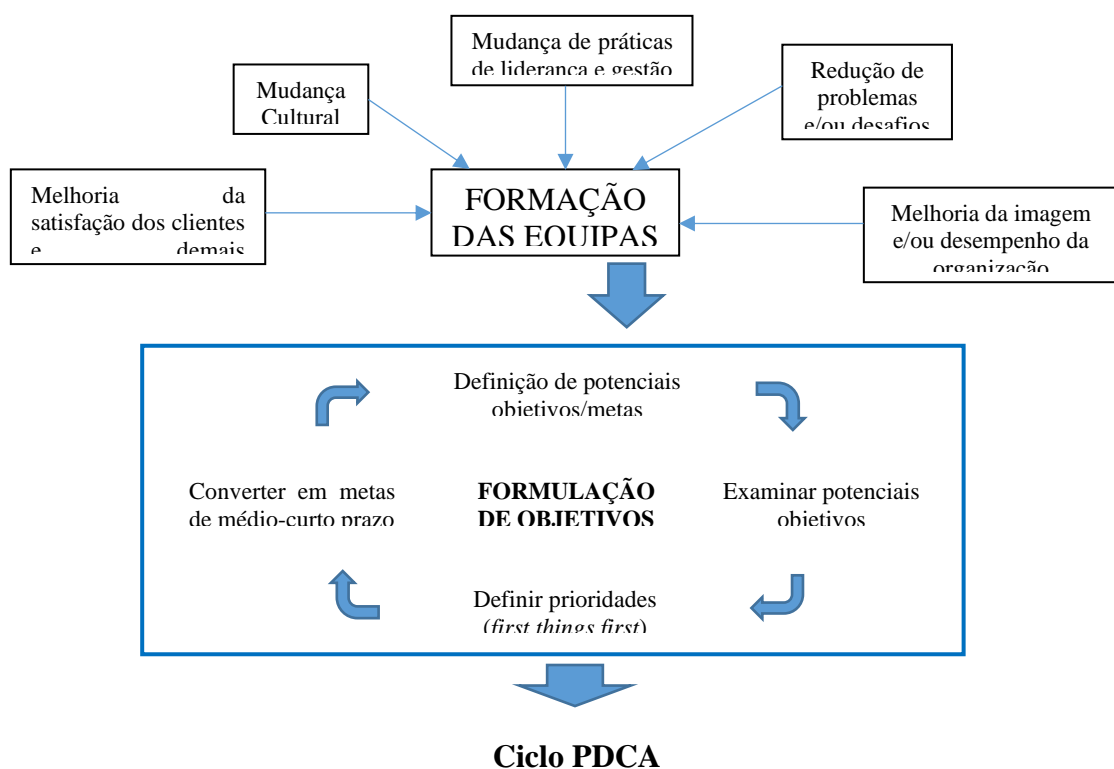 Mudança de práticas
de liderança e gestão
Redução de
problemas
e/ou desafios
Mudança
Cultural
Melhoria da
satisfação dos clientes
e demais
FORMAÇÃO
DAS EQUIPAS
Melhoria da imagem
e/ou desempenho da
organização
Definição de potenciais
objetivos/metas
Converter em metas
de médio-curto prazo
FORMULAÇÃO
DE OBJETIVOS
Examinar potenciais
objetivos
Definir prioridades
(first things first)
Ciclo PDCA